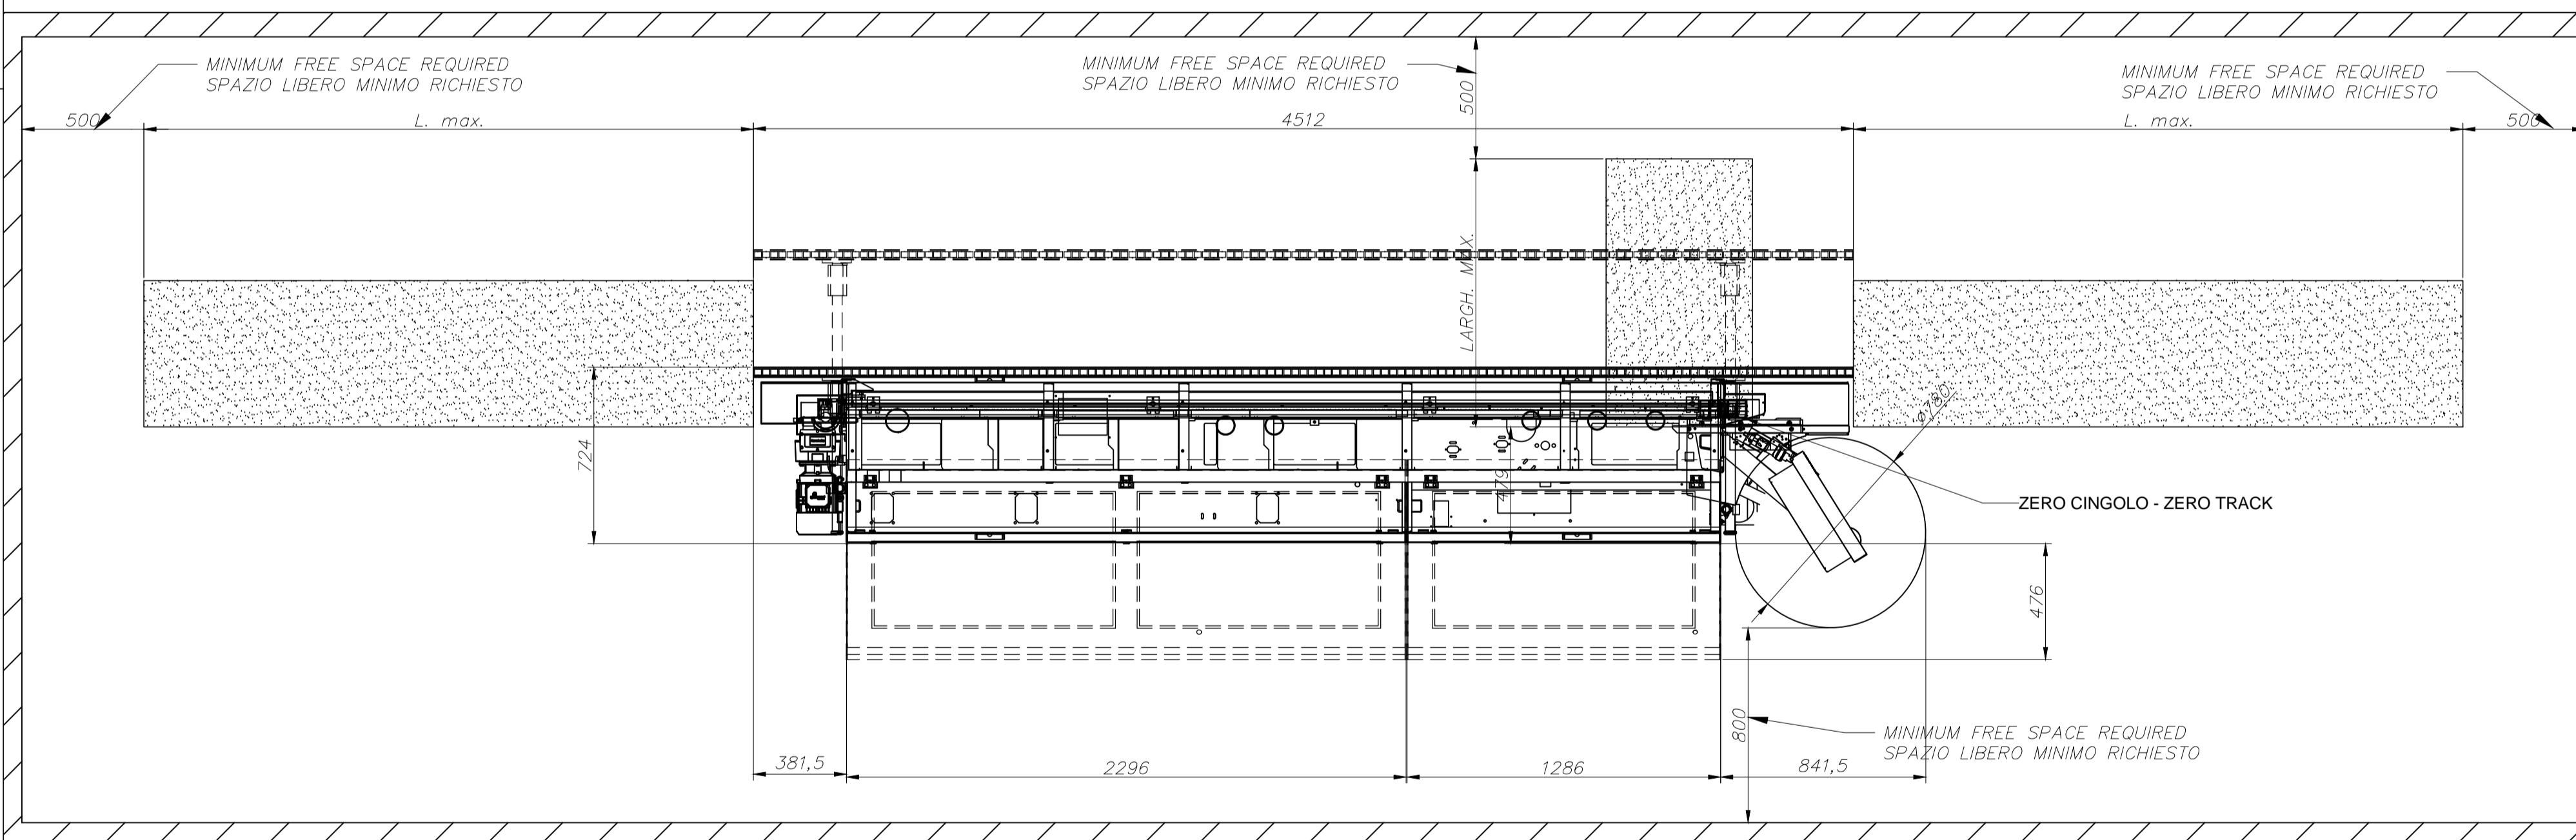 MINIMUM FREE SPACE REQUIRED
SPAZIO LIBERO MINIMO RICHIESTO
MINIMUM FREE SPACE REQUIRED
SPAZIO LIBERO MINIMO RICHIESTO
MINIMUM FREE SPACE REQUIRED
SPAZIO LIBERO MINIMO RICHIESTO
500
L. max.
4512
500
L. max.
500
LARGH. MAX.
724
479
ø780
ZERO CINGOLO - ZERO TRACK
476
800
MINIMUM FREE SPACE REQUIRED
SPAZIO LIBERO MINIMO RICHIESTO
381,5
2296
1286
841,5